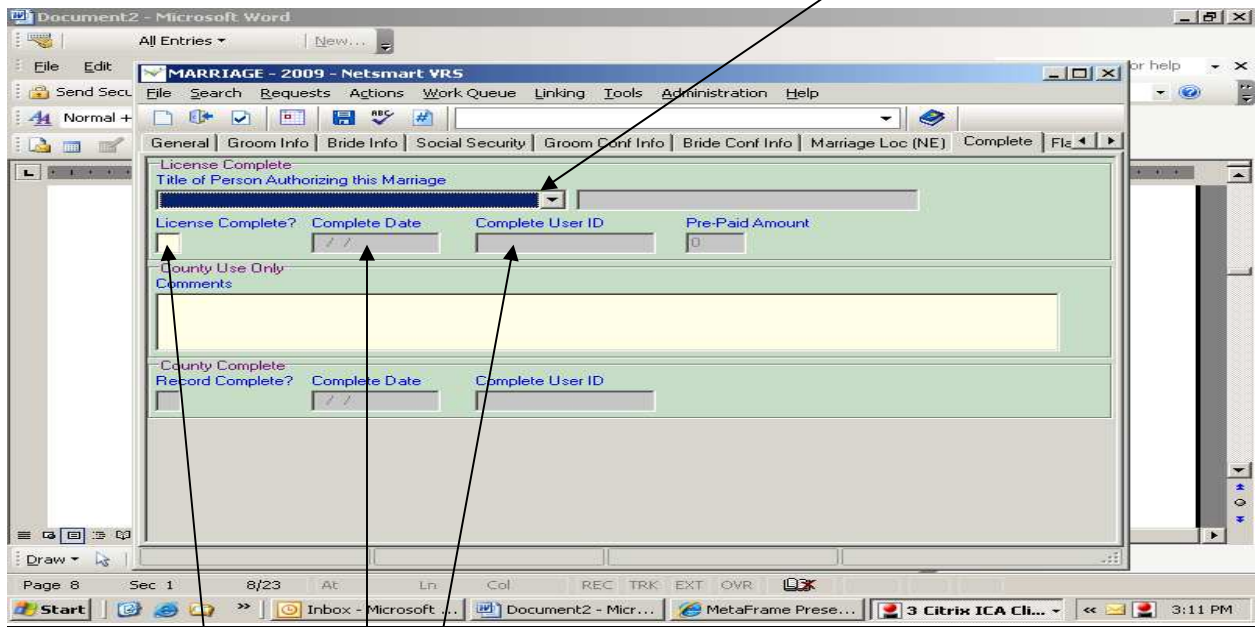 Document2 - Microsoft Word
All Entries New...
File Edit
or help
MARRIAGE - 2009 - Netsmart VRS
Send Secu
File Search Requests Actions Work Queue Linking Tools Administration Help
Normal +
General Groom Info Bride Info Social Security Groom Conf Info Bride Conf Info Marriage Loc (NE) Complete Fla
License Complete
Title of Person Authorizing this Marriage
License Complete? Complete Date Complete User ID Pre-Paid Amount
/ / 0
County Use Only
Comments
County Complete
Record Complete? Complete Date Complete User ID
/ /
Draw
Page 8 Sec 1 8/23 At Ln Col REC TRK EXT OVR
Start » Inbox - Microsoft ... Document2 - Micr... MetaFrame Prese... 3 Citrix ICA Cli... « 3:11 PM